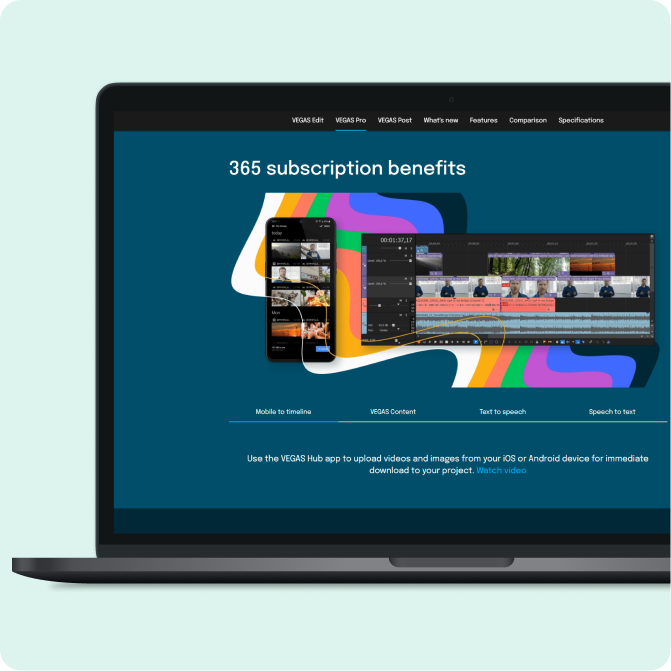 VEGAS Edit VEGAS Pro VEGAS Post What's new Features Comparison Specifications
365 subscription benefits
today
00:01:37,17
Mon
Mobile to timeline VEGAS Content Text to speech Speech to text
Use the VEGAS Hub app to upload videos and images from your iOS or Android device for immediate
download to your project. Watch video